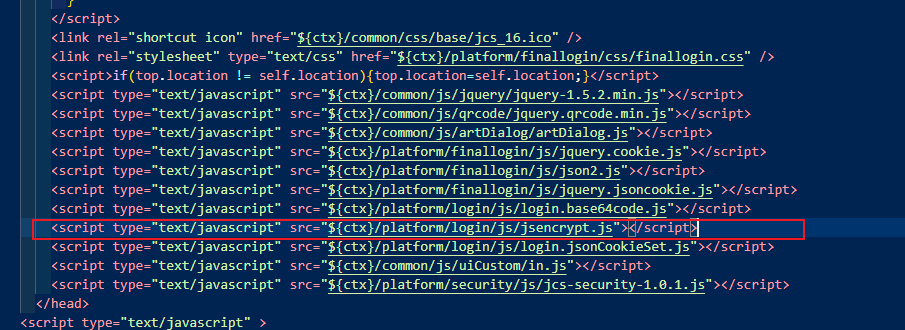 }
</script>
<link rel="shortcut icon" href="${ctx}/common/css/base/jcs_16.ico" />
<link rel="stylesheet" type="text/css" href="${ctx}/platform/finallogin/css/finallogin.css" />
<script>if(top.location != self.location){top.location=self.location;}</script>
<script type="text/javascript" src="${ctx}/common/js/jquery/jquery-1.5.2.min.js"></script>
<script type="text/javascript" src="${ctx}/common/js/qrcode/jquery.qrcode.min.js"></script>
<script type="text/javascript" src="${ctx}/common/js/artDialog/artDialog.js"></script>
<script type="text/javascript" src="${ctx}/platform/finallogin/js/jquery.cookie.js"></script>
<script type="text/javascript" src="${ctx}/platform/finallogin/js/json2.js"></script>
<script type="text/javascript" src="${ctx}/platform/finallogin/js/jquery.jsoncookie.js"></script>
<script type="text/javascript" src="${ctx}/platform/login/js/login.base64code.js"></script>
<script type="text/javascript" src="${ctx}/platform/login/js/jsencrypt.js"></script>
<script type="text/javascript" src="${ctx}/platform/login/js/login.jsonCookieSet.js"></script>
<script type="text/javascript" src="${ctx}/common/js/uiCustom/in.js"></script>
<script type="text/javascript" src="${ctx}/platform/security/js/jcs-security-1.0.1.js"></script>
</head>
<script type="text/javascript" >